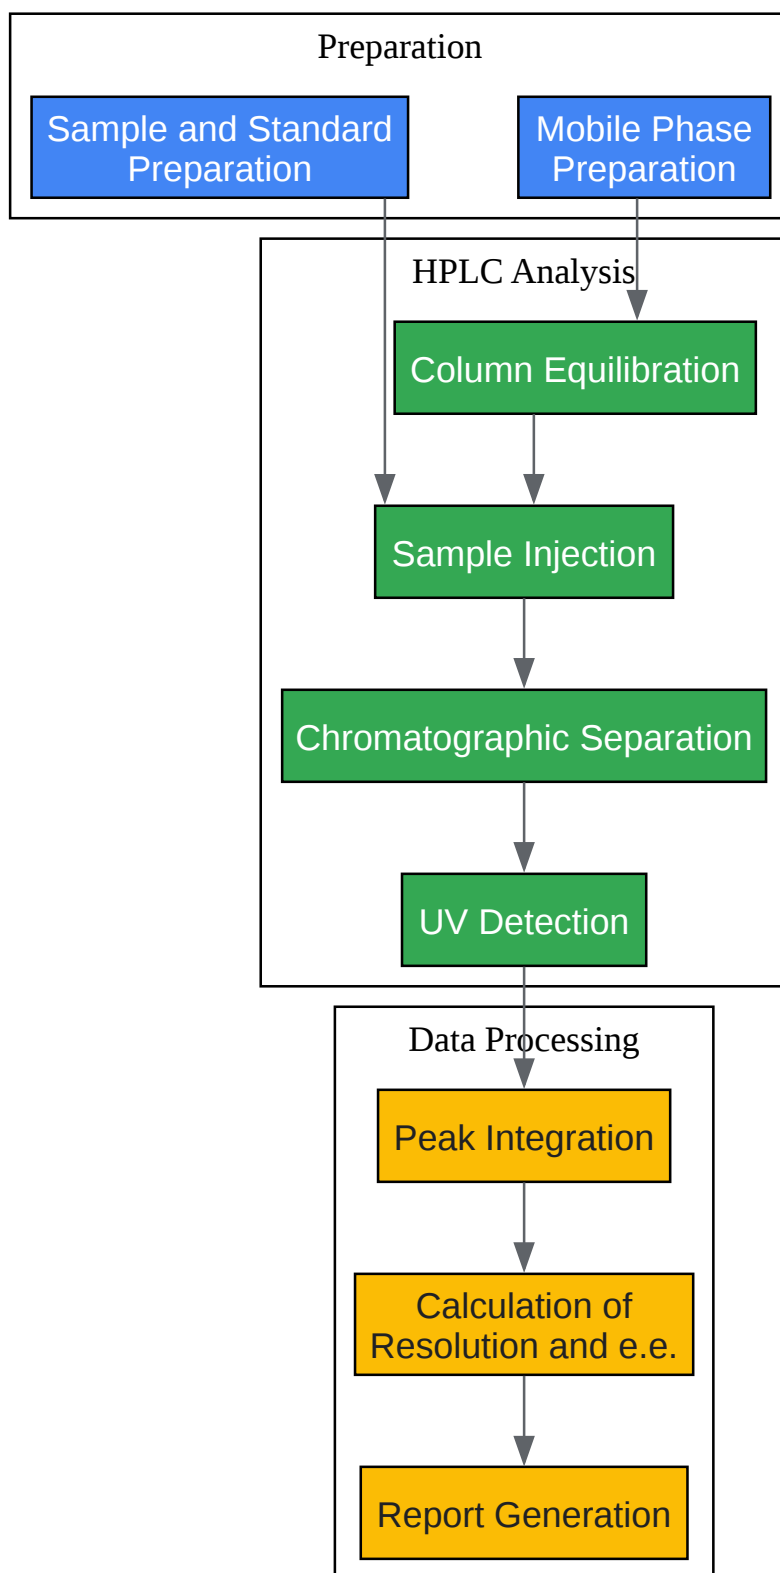 Preparation
Sample and Standard
Preparation
Mobile Phase
Preparation
HPLC Analysis
Column Equilibration
Sample Injection
Chromatographic Separation
UV Detection
Data Processing
Peak Integration
Calculation of
Resolution and e.e.
Report Generation